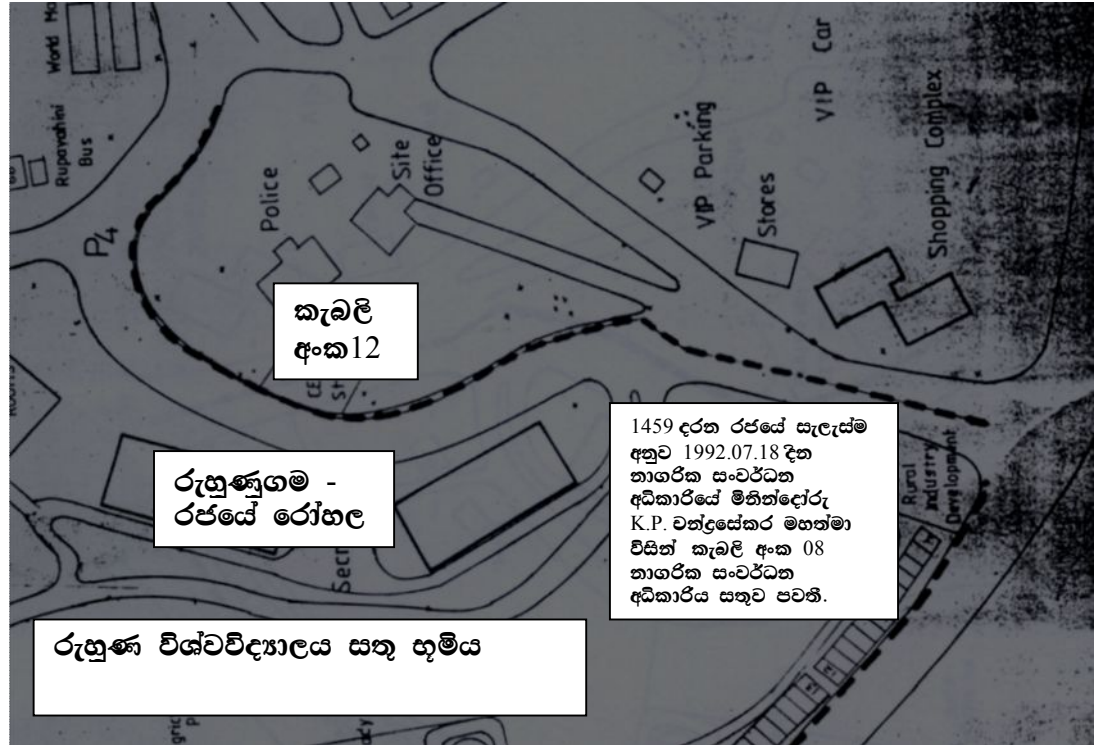 World
Rupavahini
Bus
P4
Police
Site
Office
VIP Parking
Stores
VIP Car
Shopping Complex
කැබලි
අංක12
රුහුණුගම -
රජයේ රෝහල
1459 දරන රජයේ සැලැස්ම
අනුව 1992.07.18 දින
නාගරික සංවර්ධන
අධිකාරියේ මිනින්දෝරු
K.P. චන්ද්‍රසේකර මහත්මා
විසින් කැබලි අංක 08
නාගරික සංවර්ධන
අධිකාරිය සතුව පවතී.
Rural
Industry
Development
රුහුණ විශ්වවිද්‍යාලය සතු භූමිය